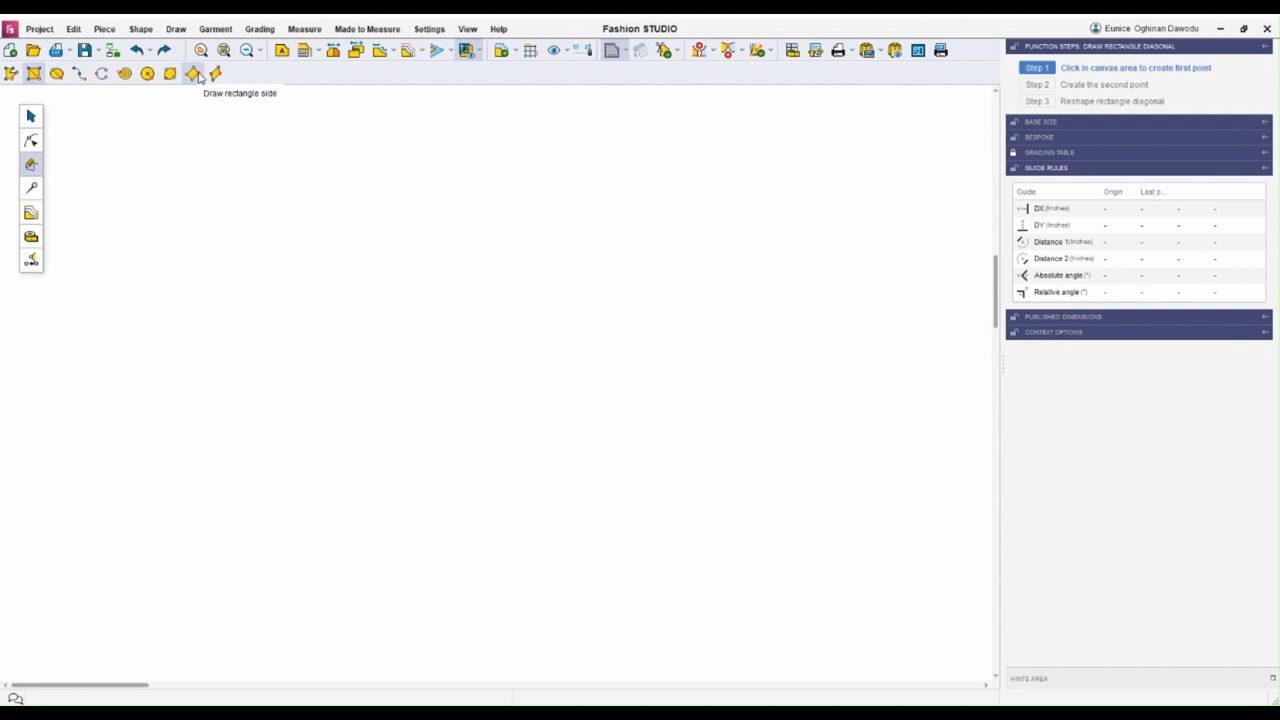 Fs Project Edit Piece Shape Draw Garment Grading Measure Made to Measure Settings View Help Fashion STUDIO Eunice Oghinan Dawodu
FUNCTION STEPS: DRAW RECTANGLE DIAGONAL
Step 1 Click in canvas area to create first point
Draw rectangle side
Step 2 Create the second point
Step 3 Reshape rectangle diagonal
BASE SIZE
BESPOKE
GRADING TABLE
GUIDE RULES
Guide Origin Last p...
DX (Inches) - - - -
DY (Inches) - - - -
Distance 1(Inches) - - - -
Distance 2 (Inches) - - - -
Absolute angle (°) - - - -
Relative angle (°) - - - -
PUBLISHED DIMENSIONS
CONTEXT OPTIONS
HINTS AREA